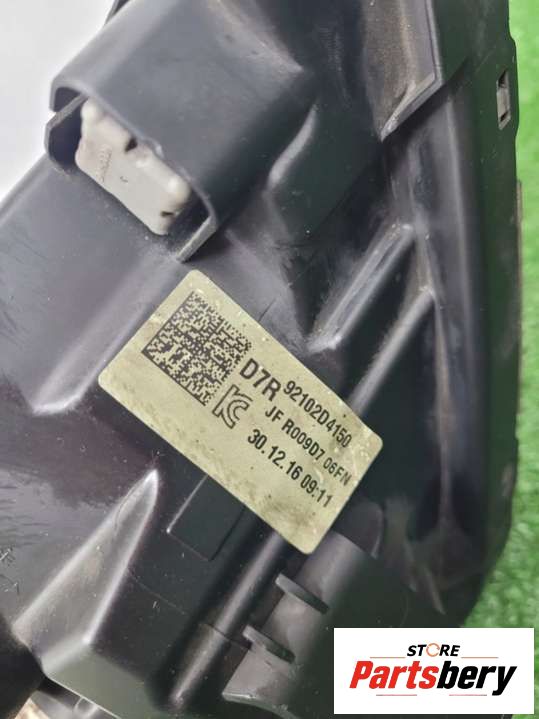 D7R 92102D4150
JF R009D7 06FN
30.12.16 09:11
STORE
Partsbery